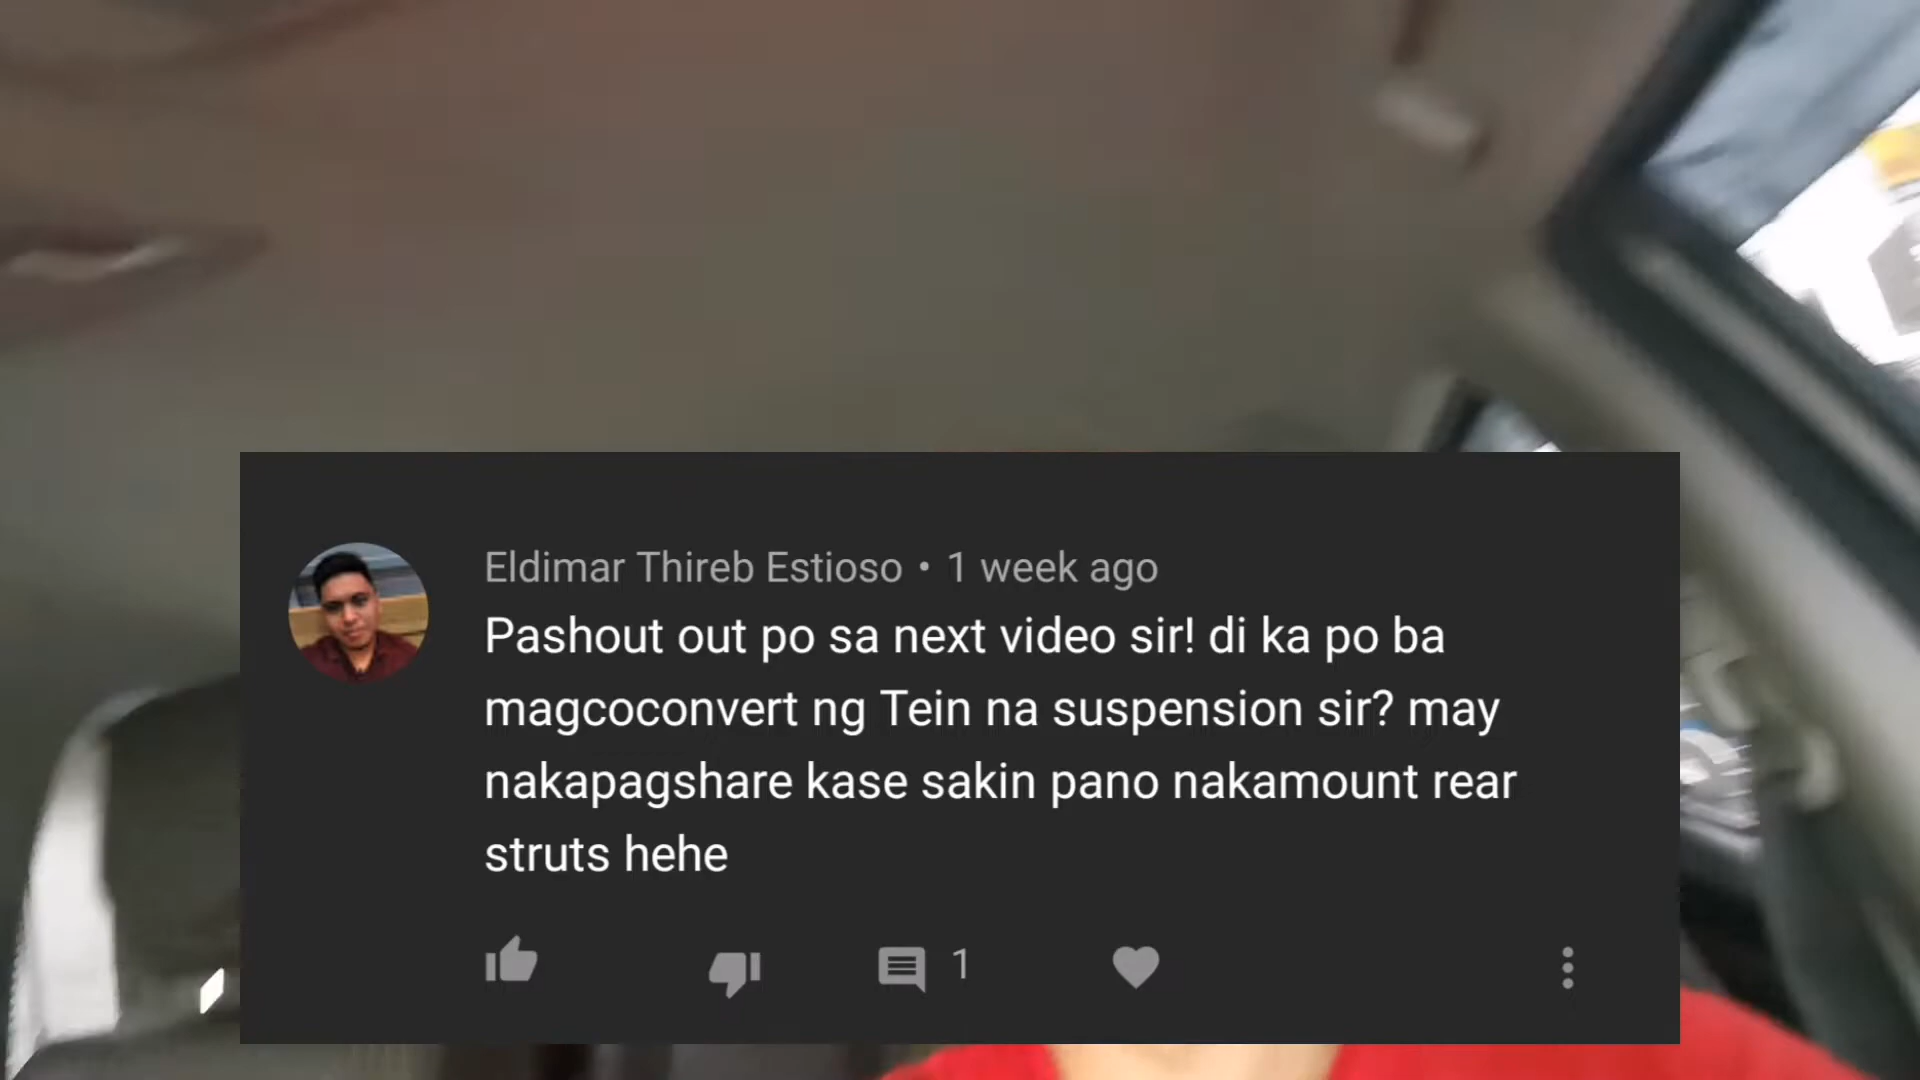 Eldimar Thireb Estioso • 1 week ago
Pashout out po sa next video sir! di ka po ba
magcoconvert ng Tein na suspension sir? may
nakapagshare kase sakin pano nakamount rear
struts hehe
1